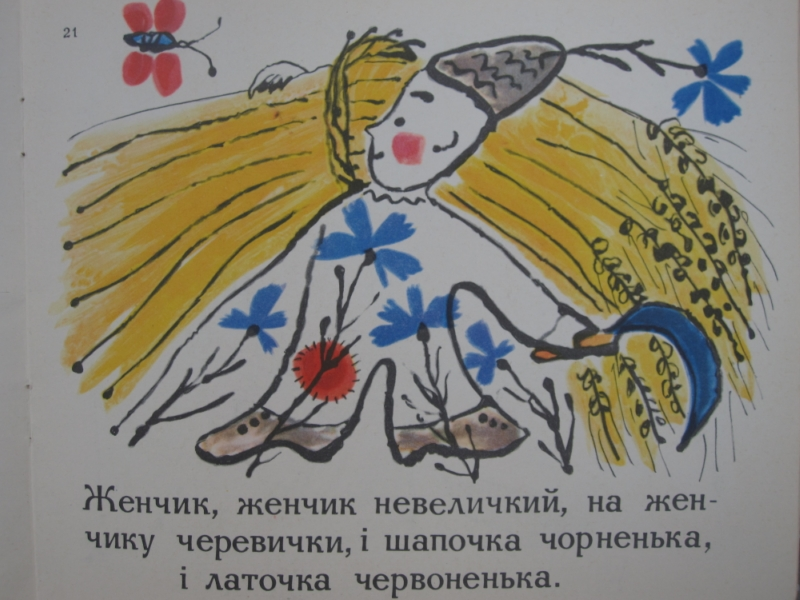 21
Женчик, женчик невеличкий, на жен-
чику черевички, і шапочка чорненька,
і латочка червоненька.